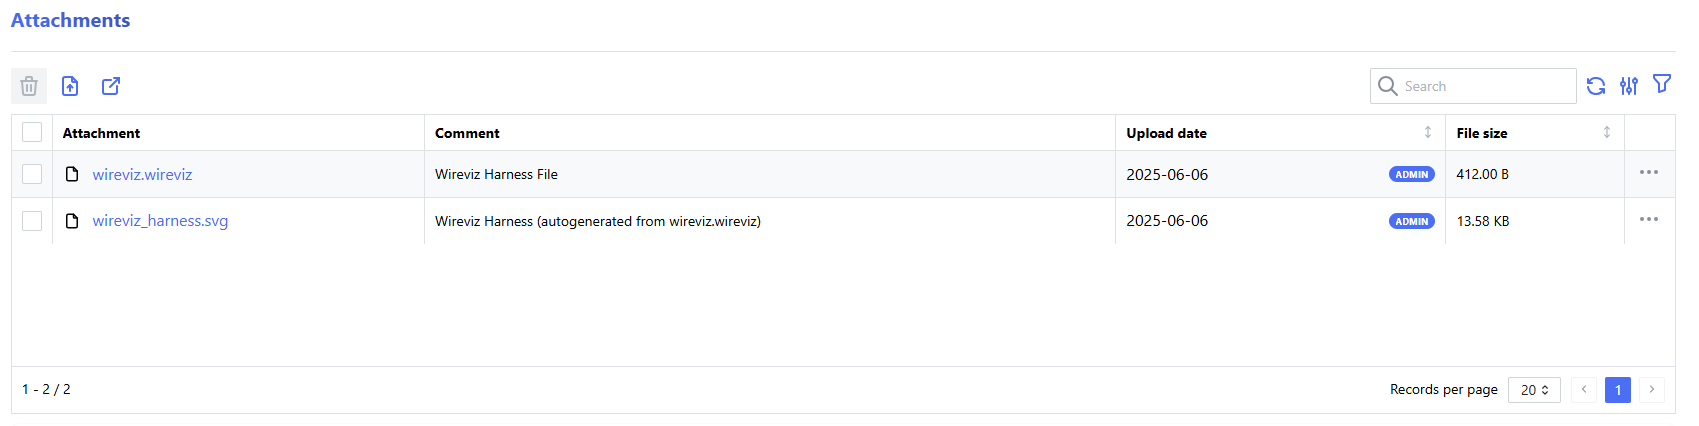 Attachments
Search
Attachment Comment Upload date File size
wireviz.wireviz Wireviz Harness File 2025-06-06 ADMIN 412.00 B
wireviz_harness.svg Wireviz Harness (autogenerated from wireviz.wireviz) 2025-06-06 ADMIN 13.58 KB
1 - 2 / 2 Records per page 20 1